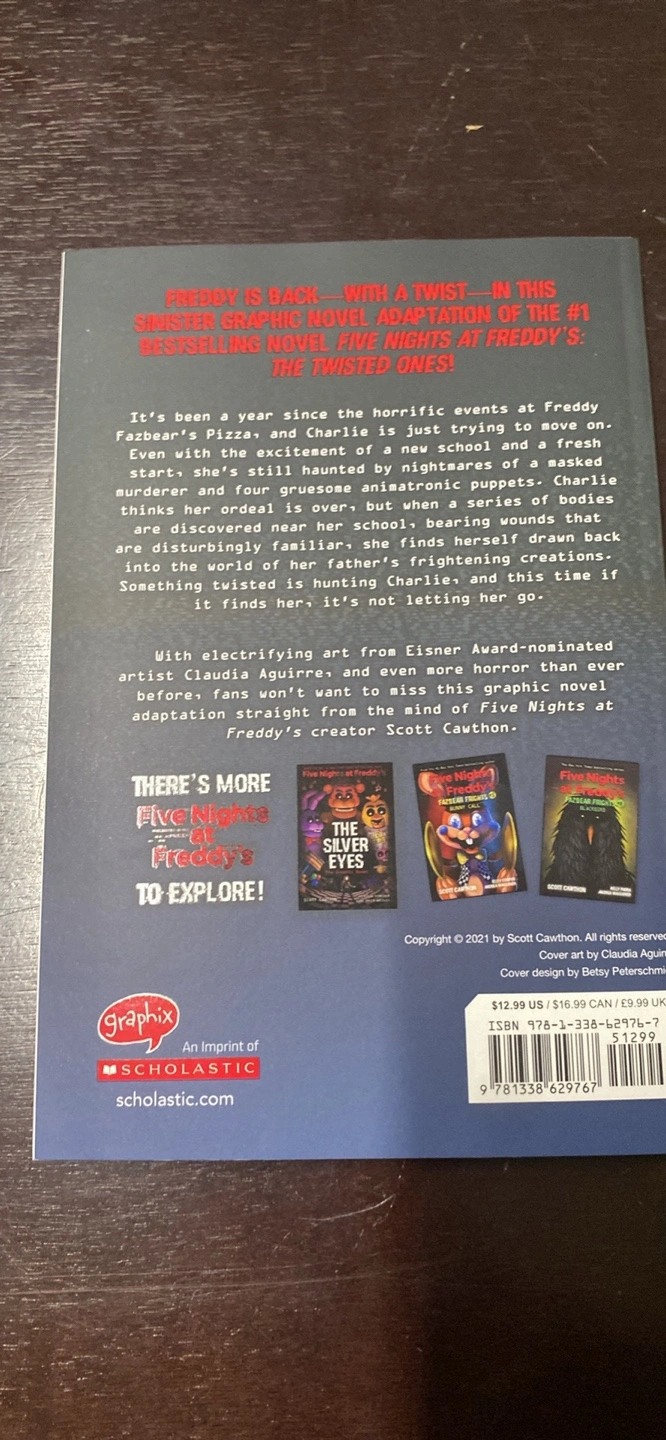 FREDDY IS BACK—WITH A TWIST—IN THIS
SINISTER GRAPHIC NOVEL ADAPTATION OF THE #1
BESTSELLING NOVEL FIVE NIGHTS AT FREDDY'S:
THE TWISTED ONES!
It's been a year since the horrific events at Freddy
Fazbear's Pizza, and Charlie is just trying to move on.
Even with the excitement of a new school and a fresh
start, she's still haunted by nightmares of a masked
murderer and four gruesome animatronic puppets. Charlie
thinks her ordeal is over, but when a series of bodies
are discovered near her school, bearing wounds that
are disturbingly familiar, she finds herself drawn back
into the world of her father's frightening creations.
Something twisted is hunting Charlie, and this time if
it finds her, it's not letting her go.
With electrifying art from Eisner Award-nominated
artist Claudia Aguirre, and even more horror than ever
before, fans won't want to miss this graphic novel
adaptation straight from the mind of Five Nights at
Freddy's creator Scott Cawthon.
THERE'S MORE
Five Nights
at
Freddy's
TO EXPLORE!
Five Nights at Freddy's
THE
SILVER
EYES
Five Nights
at Freddy's
FAZBEAR FRIGHTS
BUNNY CALL
SCOTT CAWTHON
Five Nights
at Freddy's
FAZBEAR FRIGHTS
BLACKBIRD
SCOTT CAWTHON
Copyright © 2021 by Scott Cawthon. All rights reserve
Cover art by Claudia Aguir
Cover design by Betsy Peterschmi
graphix
An Imprint of
SCHOLASTIC
scholastic.com
$12.99 US / $16.99 CAN / £9.99 UK
ISBN 978-1-338-62976-7
51299
9 781338 629767